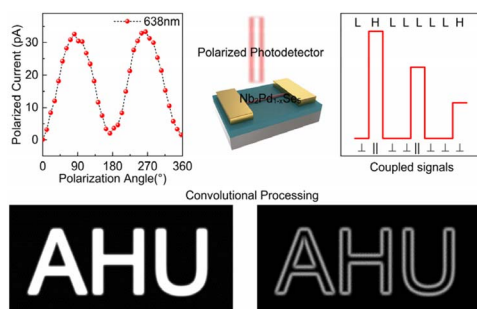 638nm
Polarized Current (pA)
30
20
10
0
0 90 180 270 360
Polarization Angle(°)
Polarized Photodetector
L H L L L L L H
⊥ || ⊥ ⊥ || ⊥ ⊥ ⊥
Coupled signals
Convolutional Processing
AHU
AHU